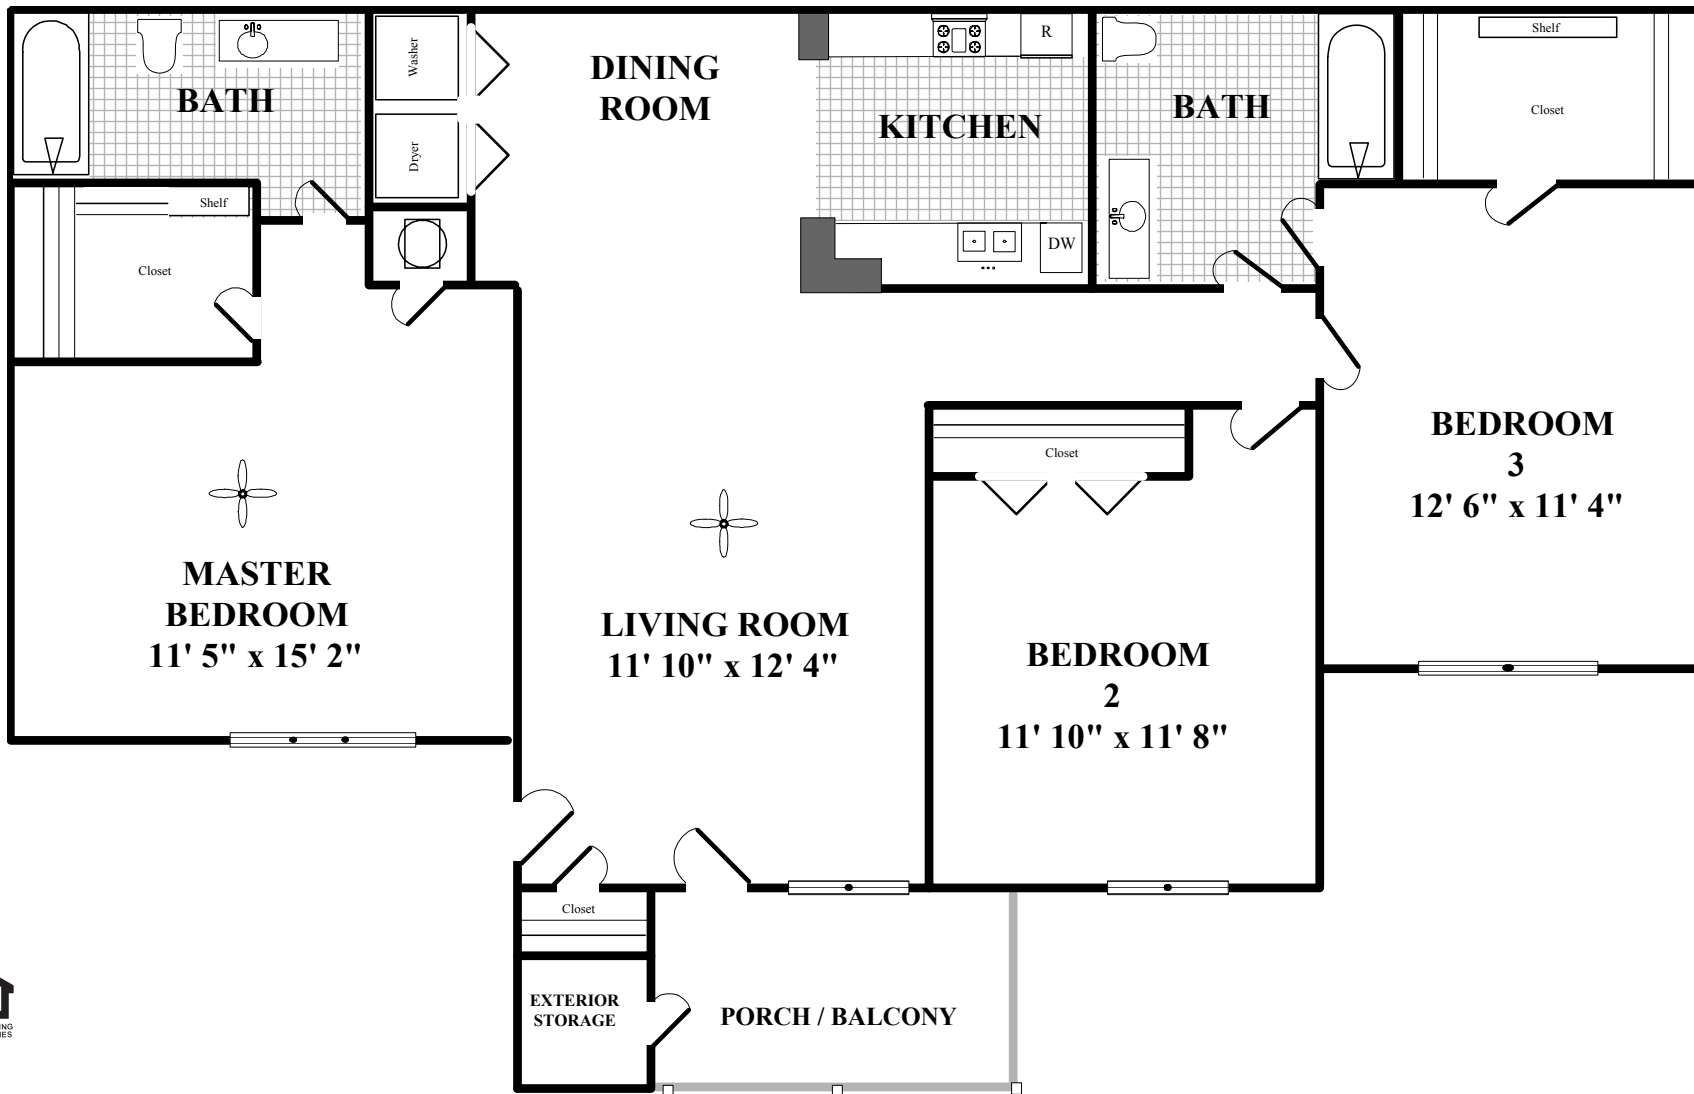 BATH
Washer
Dryer
DINING
ROOM
R
KITCHEN
DW
BATH
Shelf
Closet
Shelf
Closet
MASTER
BEDROOM
11' 5" x 15' 2"
LIVING ROOM
11' 10" x 12' 4"
Closet
BEDROOM
2
11' 10" x 11' 8"
BEDROOM
3
12' 6" x 11' 4"
Closet
EXTERIOR
STORAGE
PORCH / BALCONY